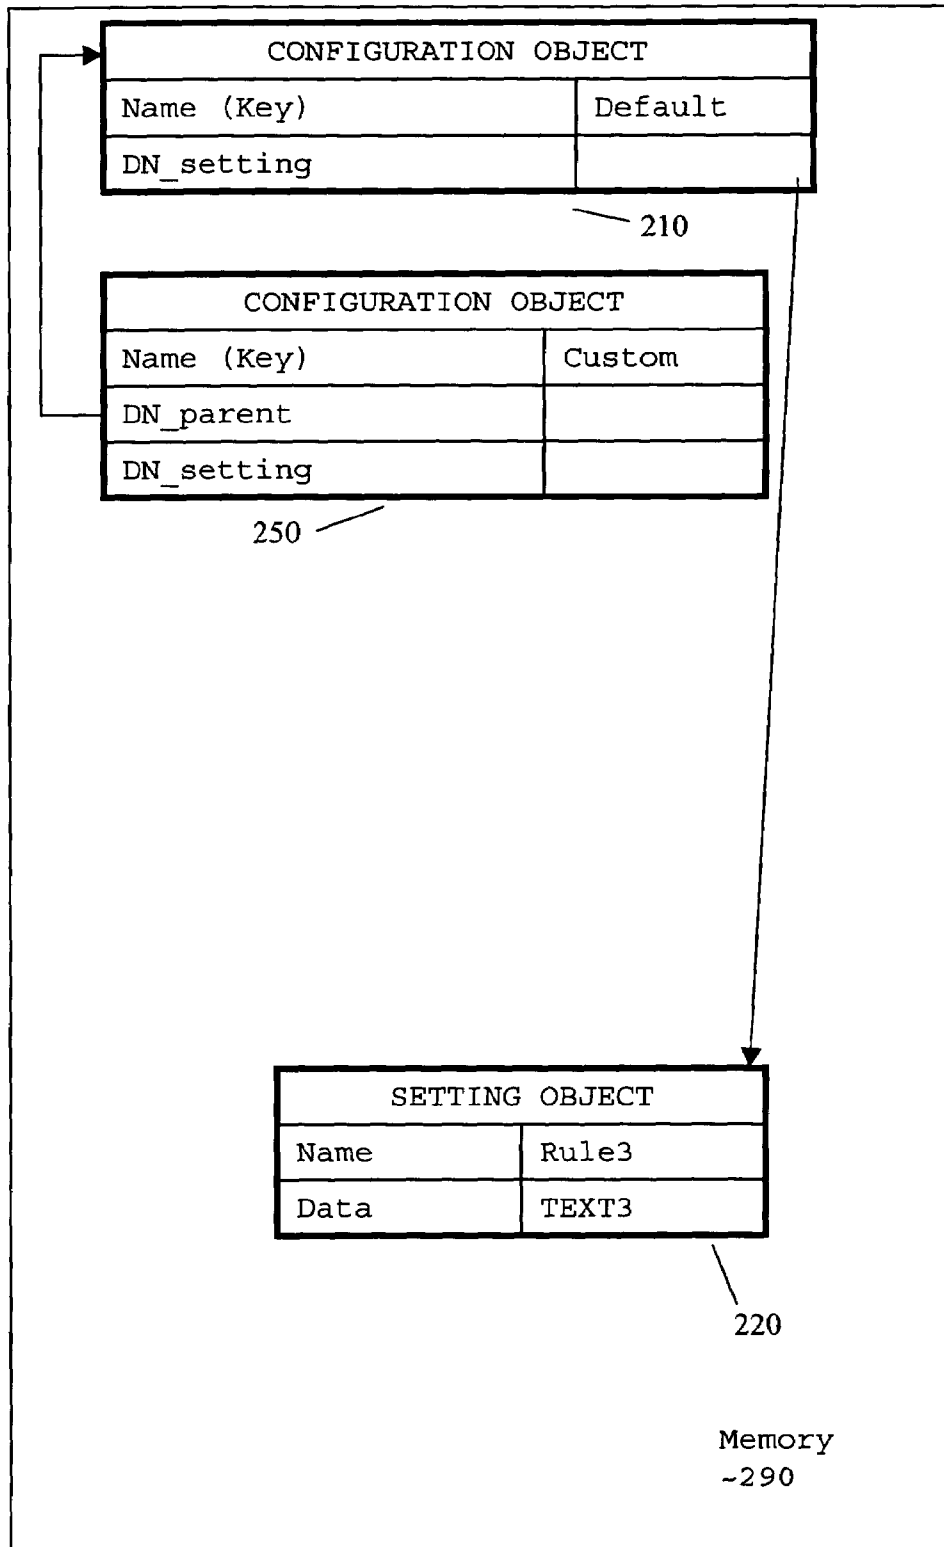 CONFIGURATION OBJECT
Name (Key) Default
DN_setting
210
CONFIGURATION OBJECT
Name (Key) Custom
DN_parent
DN_setting
250
SETTING OBJECT
Name Rule3
Data TEXT3
220
Memory
~290